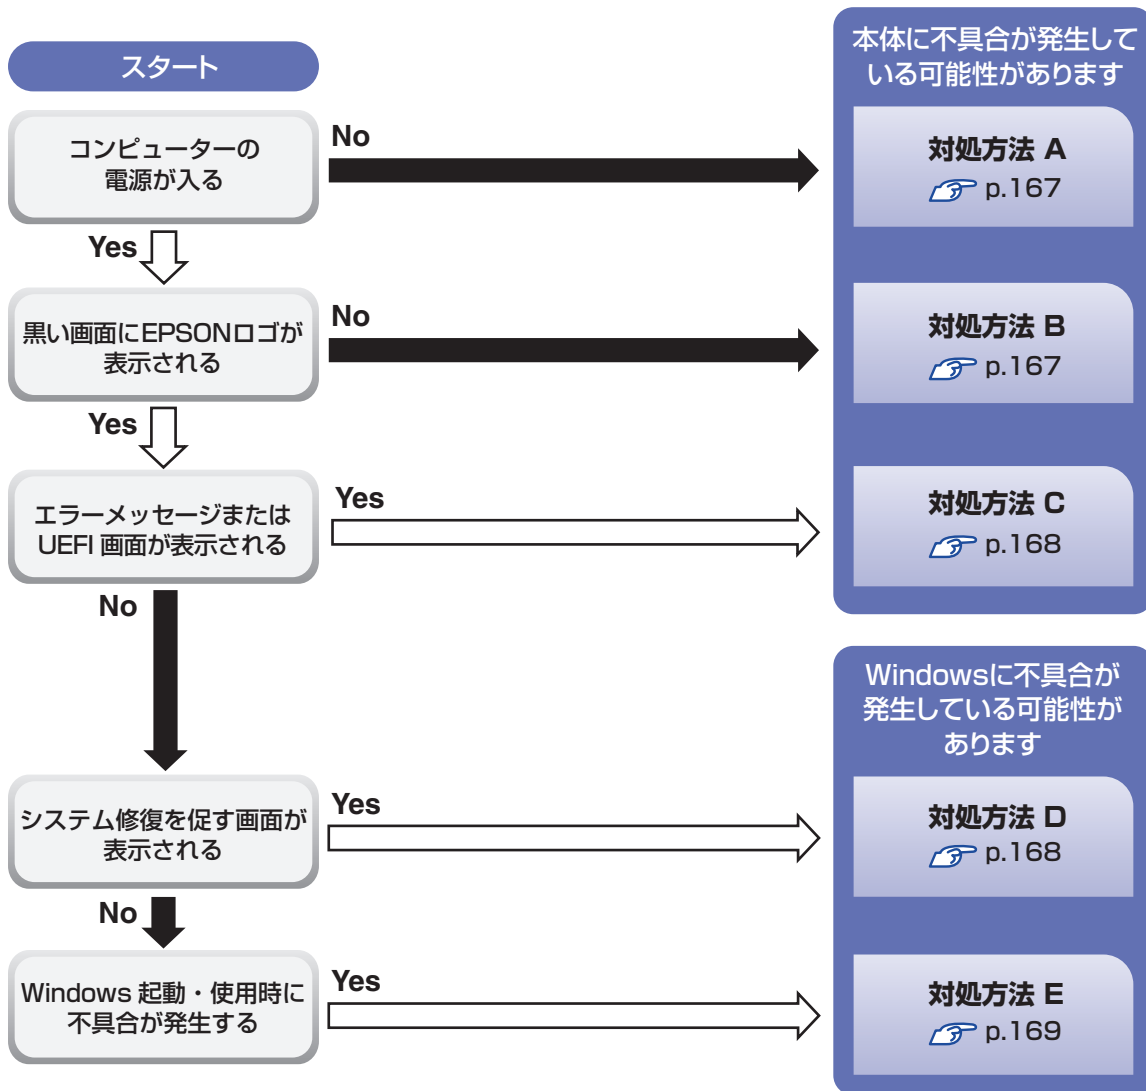 スタート
コンピューターの
電源が入る
No
対処方法 A
p.167
本体に不具合が発生して
いる可能性があります
Yes
黒い画面にEPSONロゴが
表示される
No
対処方法 B
p.167
Yes
エラーメッセージまたは
UEFI 画面が表示される
Yes
対処方法 C
p.168
No
Windowsに不具合が
発生している可能性が
あります
システム修復を促す画面が
表示される
Yes
対処方法 D
p.168
No
Windows 起動・使用時に
不具合が発生する
Yes
対処方法 E
p.169